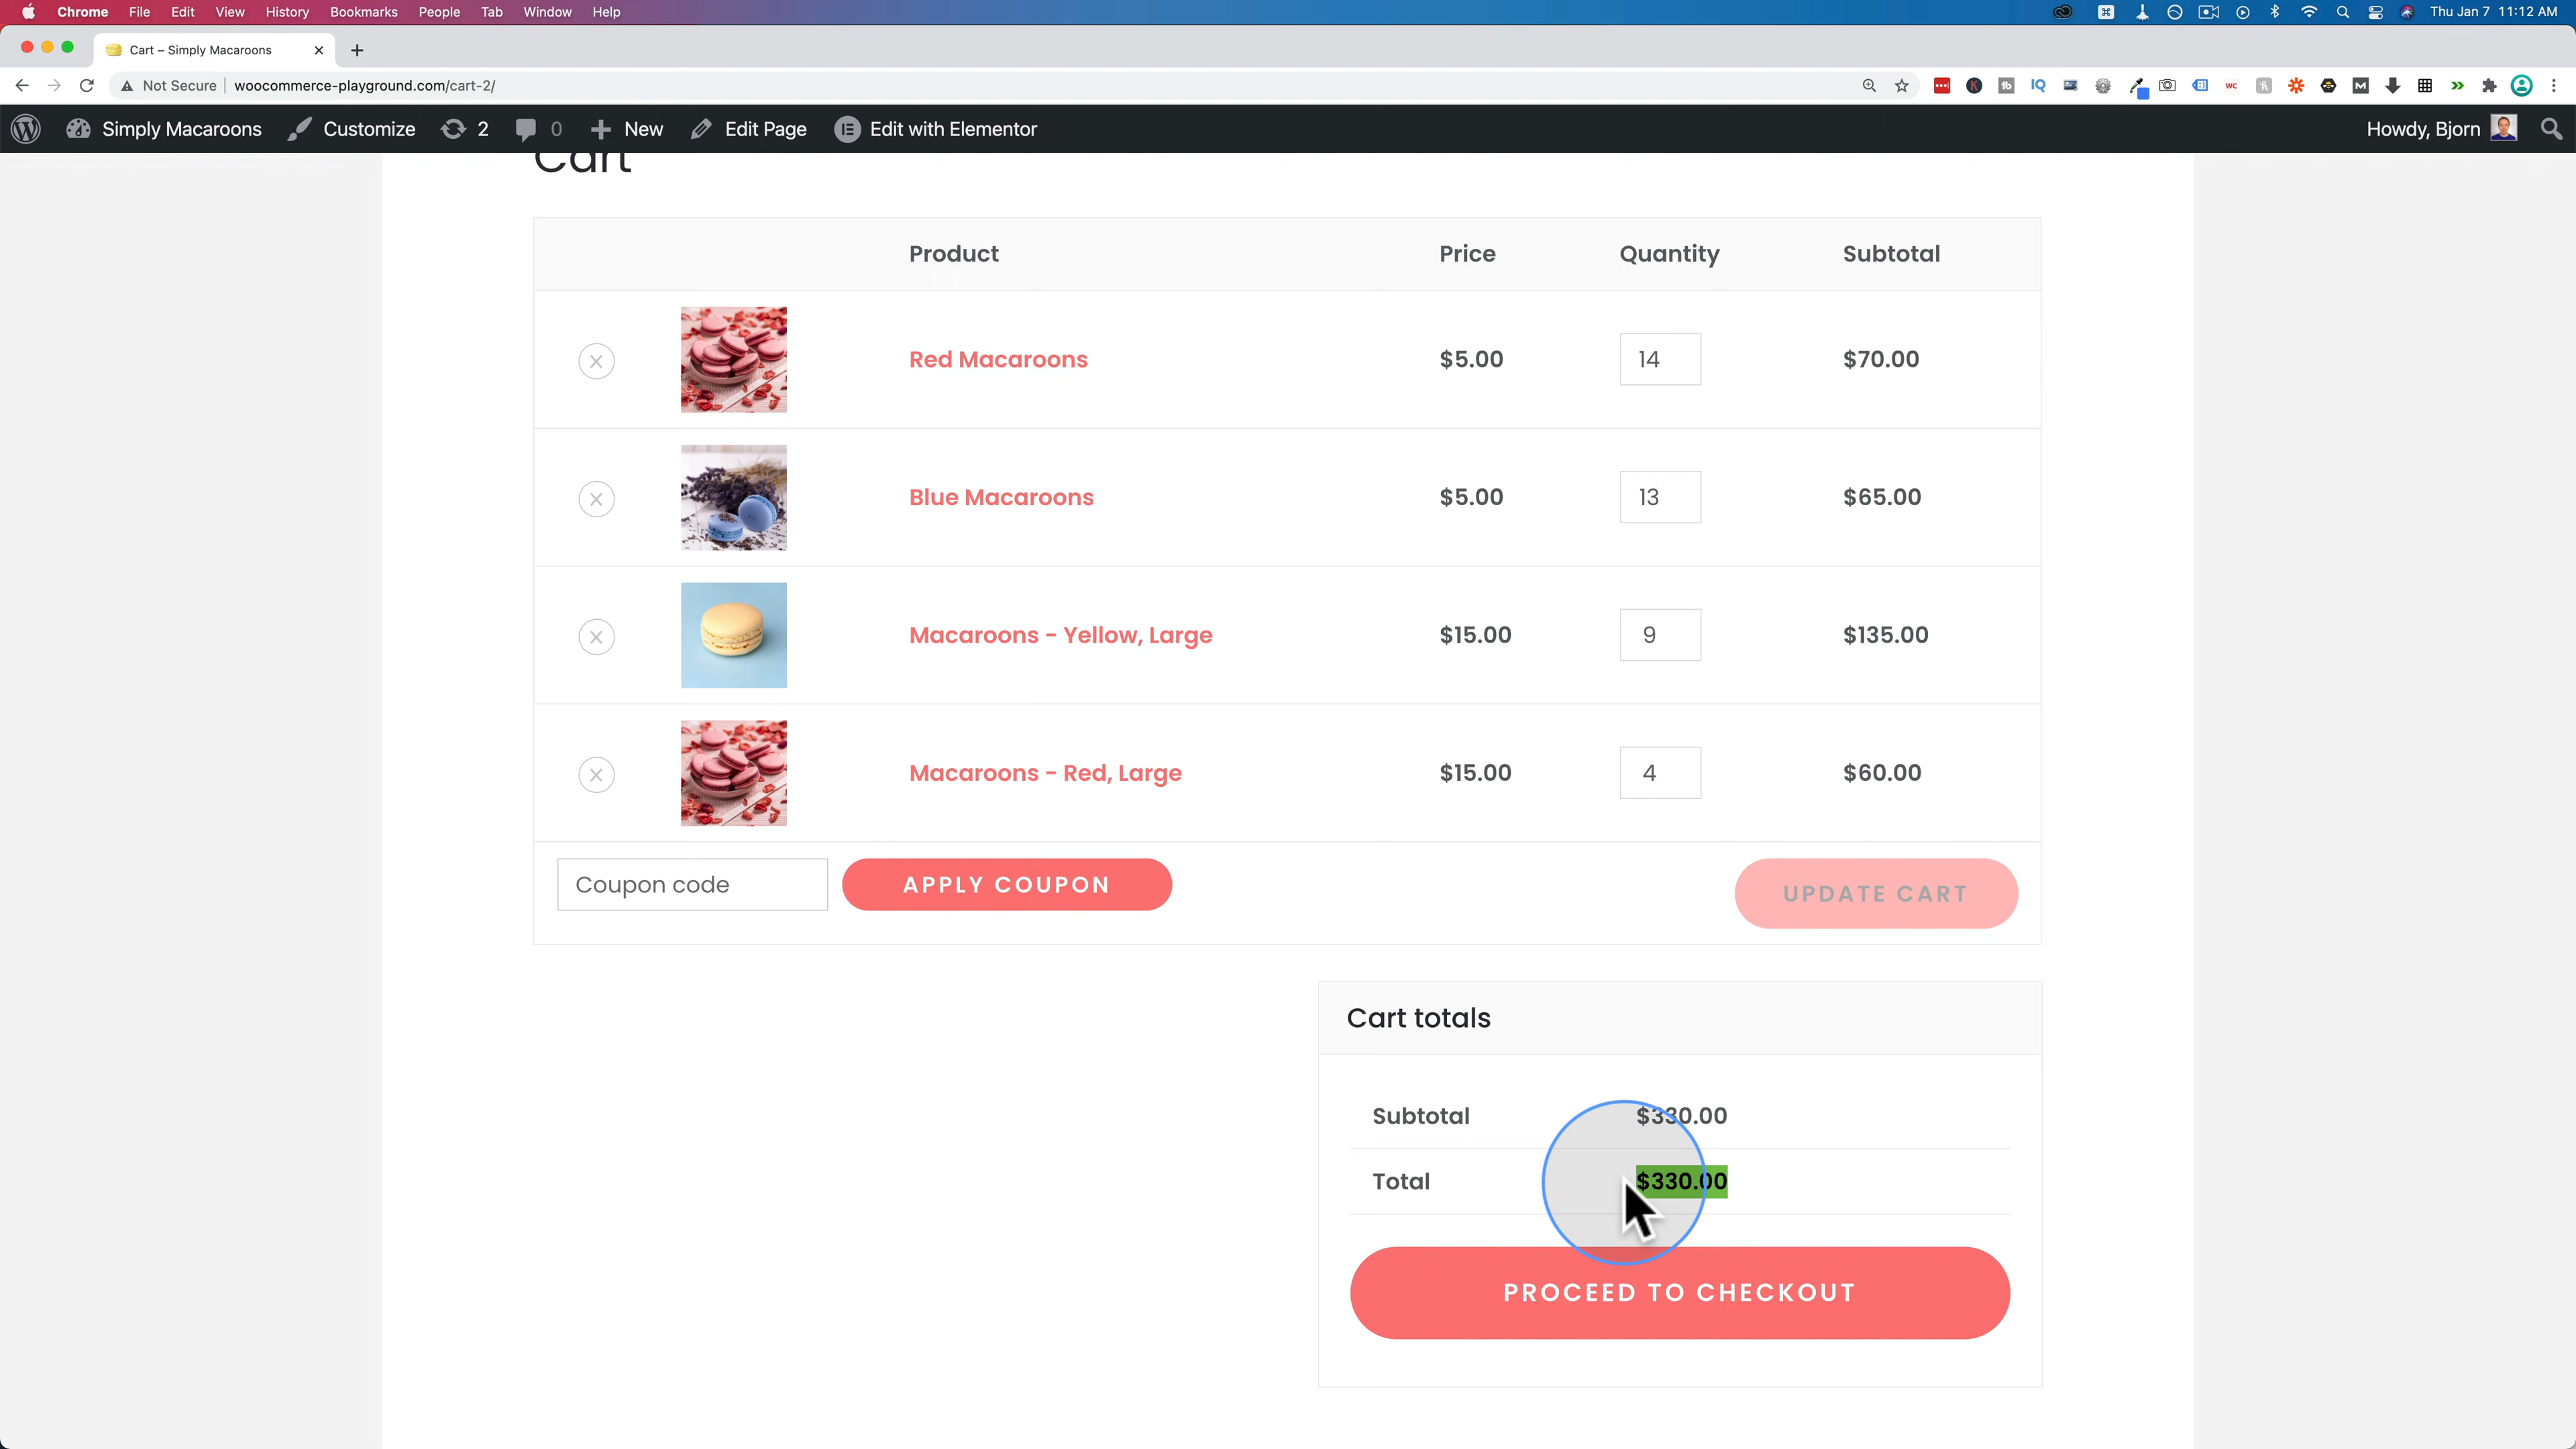 Chrome File Edit View History Bookmarks People Tab Window Help Thu Jan 7 11:12 AM
Cart – Simply Macaroons
Not Secure woocommerce-playground.com/cart-2/
Simply Macaroons Customize 2 0 New Edit Page Edit with Elementor Howdy, Bjorn
Cart
Product Price Quantity Subtotal
Red Macaroons $5.00 14 $70.00
Blue Macaroons $5.00 13 $65.00
Macaroons - Yellow, Large $15.00 9 $135.00
Macaroons - Red, Large $15.00 4 $60.00
Coupon code APPLY COUPON UPDATE CART
Cart totals
Subtotal $330.00
Total $330.00
PROCEED TO CHECKOUT